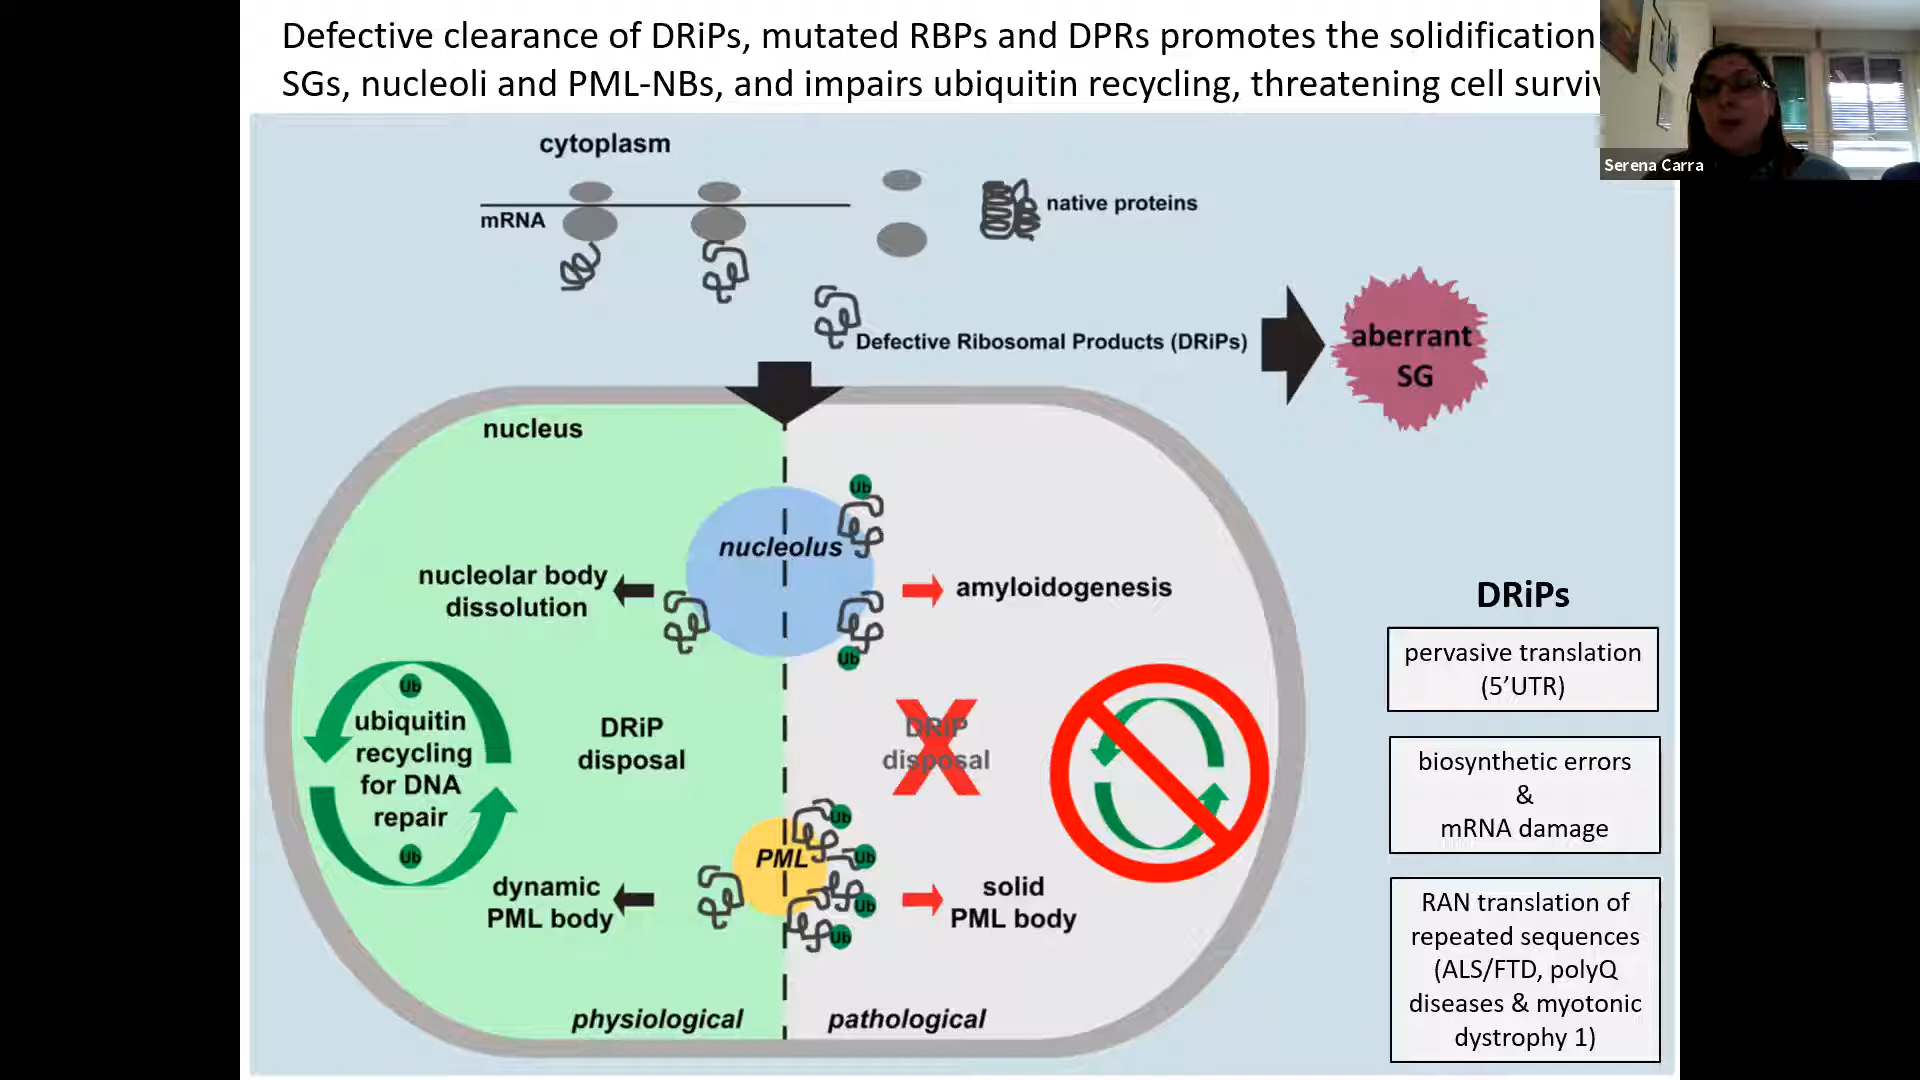 Defective clearance of DRiPs, mutated RBPs and DPRs promotes the solidification
SGs, nucleoli and PML-NBs, and impairs ubiquitin recycling, threatening cell
Serena Carra
cytoplasm
mRNA
native proteins
Defective Ribosomal Products (DRiPs)
aberrant
SG
nucleus
Ub
nucleolus
nucleolar body
dissolution
amyloidogenesis
Ub
Ub
ubiquitin
recycling
for DNA
repair
Ub
DRiP
disposal
DRiP
disposal
Ub
PML
Ub
Ub
Ub
dynamic
PML body
solid
PML body
physiological
pathological
DRiPs
pervasive translation
(5’UTR)
biosynthetic errors
&
mRNA damage
RAN translation of
repeated sequences
(ALS/FTD, polyQ
diseases & myotonic
dystrophy 1)